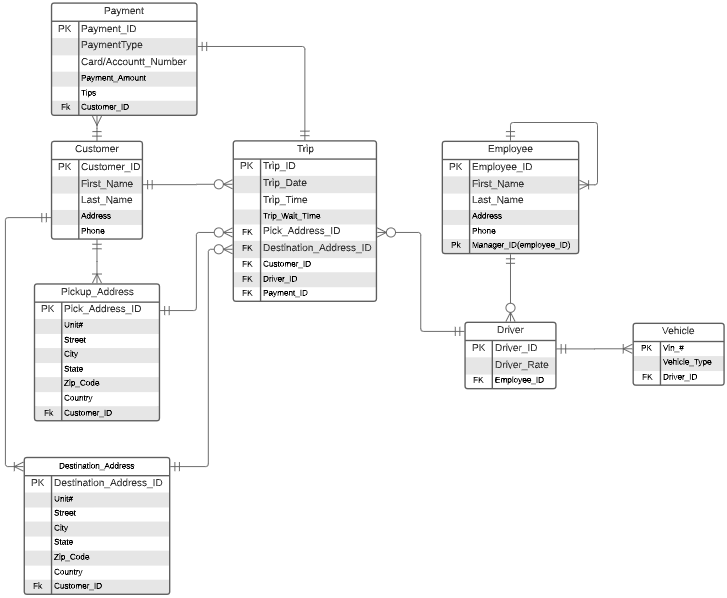 Payment
PK Payment_ID
PaymentType
Card/Accountt_Number
Payment_Amount
Tips
Fk Customer_ID
Customer
PK Customer_ID
First_Name
Last_Name
Address
Phone
Trip
PK Trip_ID
Trip_Date
Trip_Time
Trip_Wait_Time
FK Pick_Address_ID
FK Destination_Address_ID
FK Customer_ID
FK Driver_ID
FK Payment_ID
Employee
PK Employee_ID
First_Name
Last_Name
Address
Phone
Pk Manager_ID(employee_ID)
Pickup_Address
PK Pick_Address_ID
Unit#
Street
City
State
Zip_Code
Country
Fk Customer_ID
Driver
PK Driver_ID
Driver_Rate
FK Employee_ID
Vehicle
PK Vin_#
Vehicle_Type
FK Driver_ID
Destination_Address
PK Destination_Address_ID
Unit#
Street
City
State
Zip_Code
Country
Fk Customer_ID